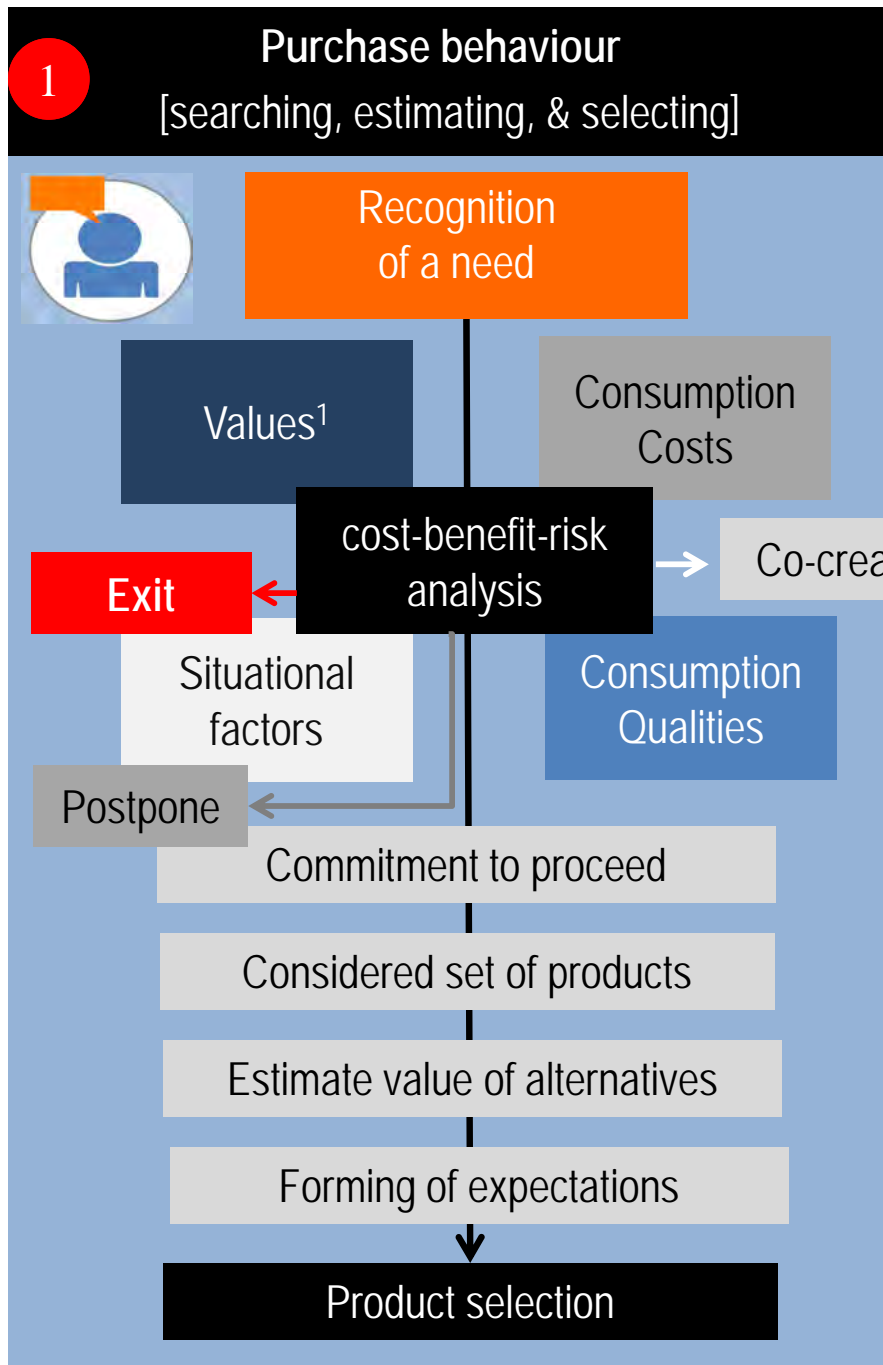 1
Purchase behaviour
[searching, estimating, & selecting]
Recognition
of a need
Values¹
Consumption
Costs
cost-benefit-risk
analysis
Exit
Co-crea
Situational
factors
Consumption
Qualities
Postpone
Commitment to proceed
Considered set of products
Estimate value of alternatives
Forming of expectations
Product selection